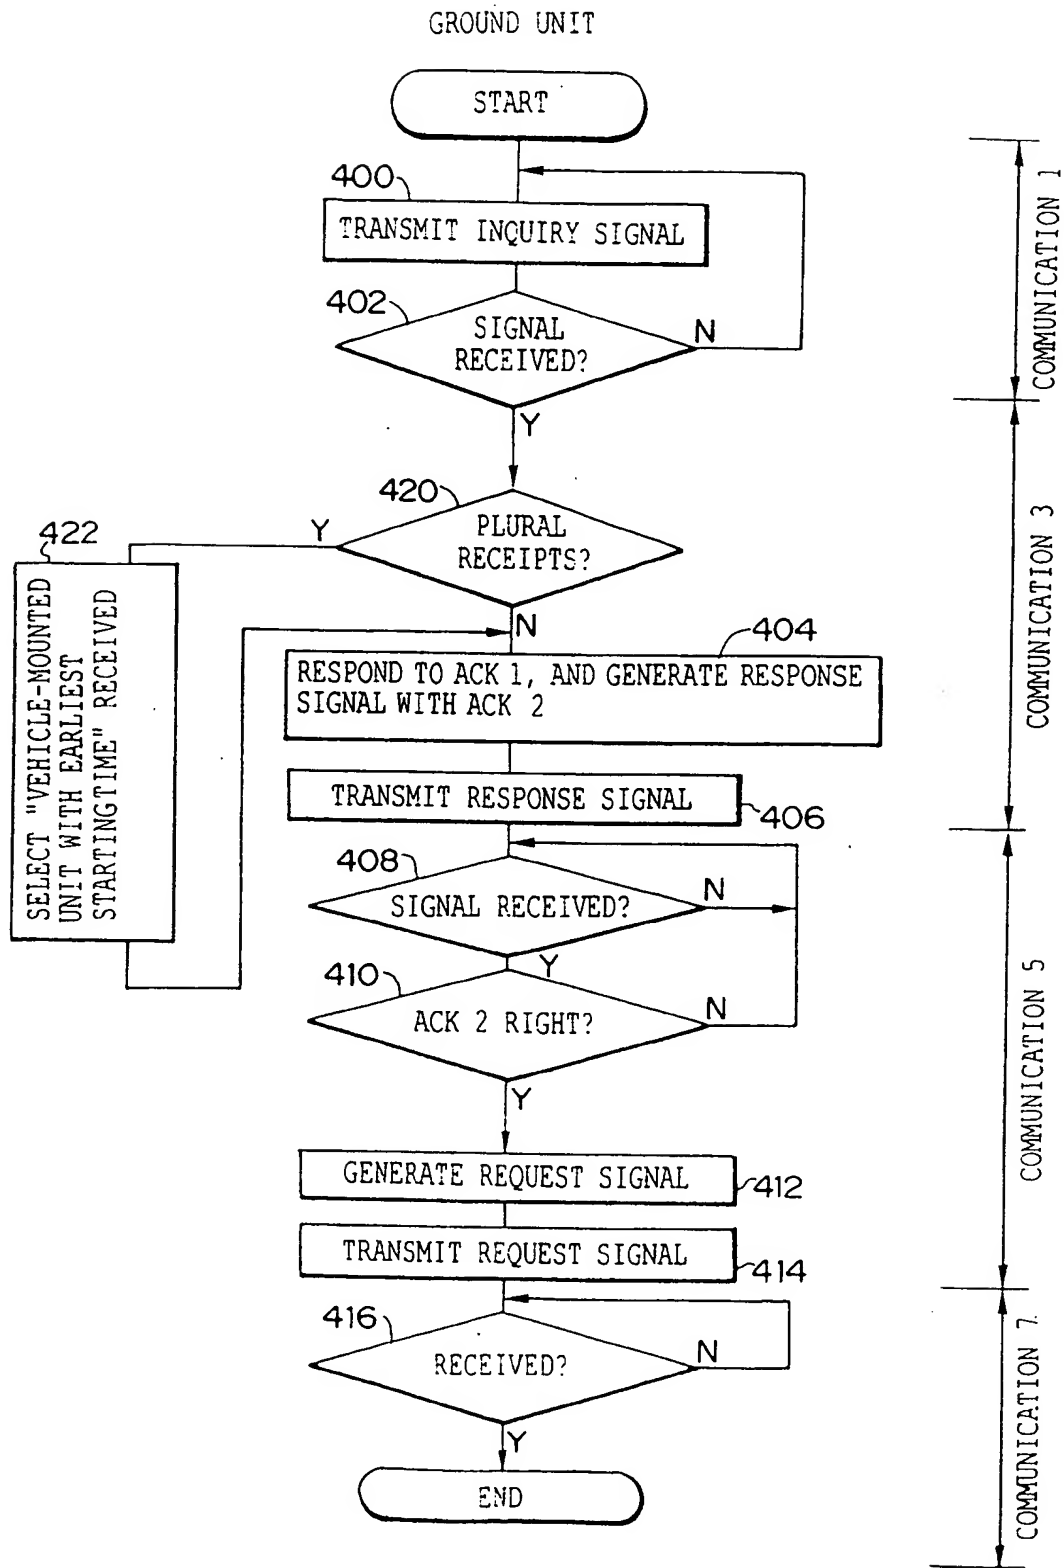 GROUND UNIT
START
400
TRANSMIT INQUIRY SIGNAL
402
SIGNAL
RECEIVED?
N
Y
420
PLURAL
RECEIPTS?
Y
N
422
SELECT "VEHICLE-MOUNTED
UNIT WITH EARLIEST
STARTINGTIME" RECEIVED
404
RESPOND TO ACK 1, AND GENERATE RESPONSE
SIGNAL WITH ACK 2
TRANSMIT RESPONSE SIGNAL
406
408
SIGNAL RECEIVED?
N
Y
410
ACK 2 RIGHT?
N
Y
GENERATE REQUEST SIGNAL
412
TRANSMIT REQUEST SIGNAL
414
416
RECEIVED?
N
Y
END
COMMUNICATION 1
COMMUNICATION 3
COMMUNICATION 5
COMMUNICATION 7